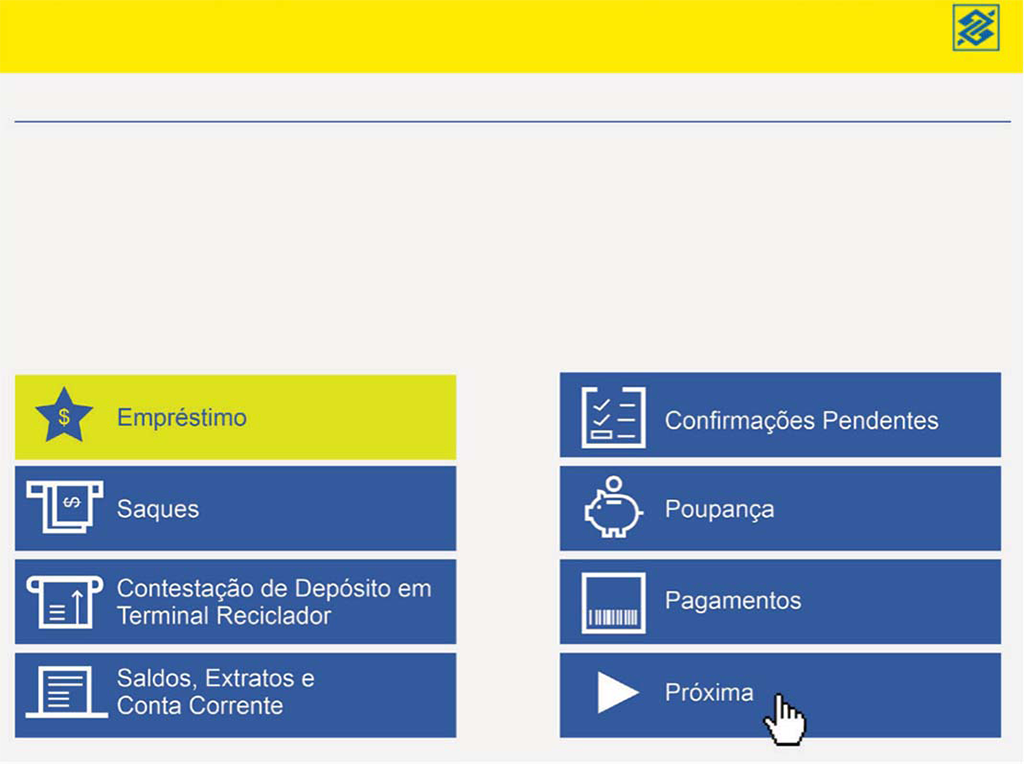 $
Empréstimo
$
Saques
Contestação de Depósito em
Terminal Reciclador
Saldos, Extratos e
Conta Corrente
Confirmações Pendentes
Poupança
Pagamentos
Próxima